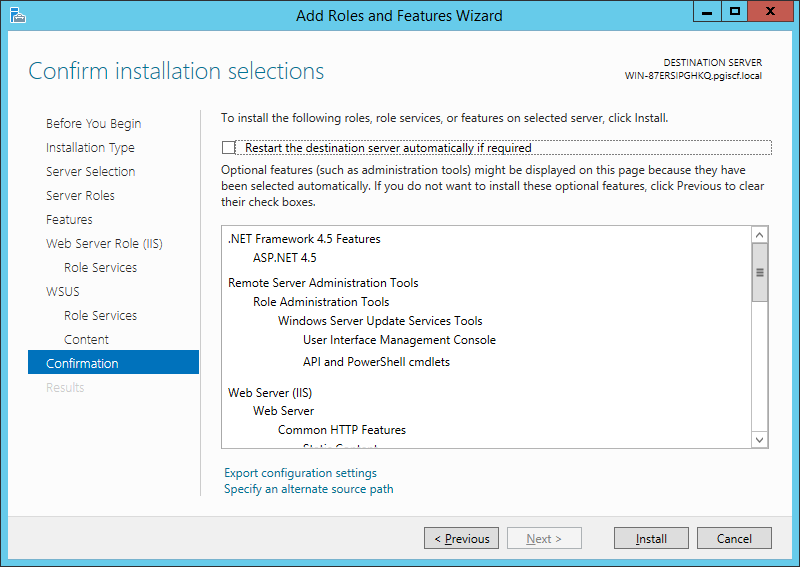 Add Roles and Features Wizard
Confirm installation selections
DESTINATION SERVER
WIN-87ERSIPGHKQ.pgiscf.local
Before You Begin
Installation Type
Server Selection
Server Roles
Features
Web Server Role (IIS)
Role Services
WSUS
Role Services
Content
Confirmation
Results
To install the following roles, role services, or features on selected server, click Install.
Restart the destination server automatically if required
Optional features (such as administration tools) might be displayed on this page because they have
been selected automatically. If you do not want to install these optional features, click Previous to clear
their check boxes.
.NET Framework 4.5 Features
ASP.NET 4.5
Remote Server Administration Tools
Role Administration Tools
Windows Server Update Services Tools
User Interface Management Console
API and PowerShell cmdlets
Web Server (IIS)
Web Server
Common HTTP Features
Export configuration settings
Specify an alternate source path
< Previous
Next >
Install
Cancel